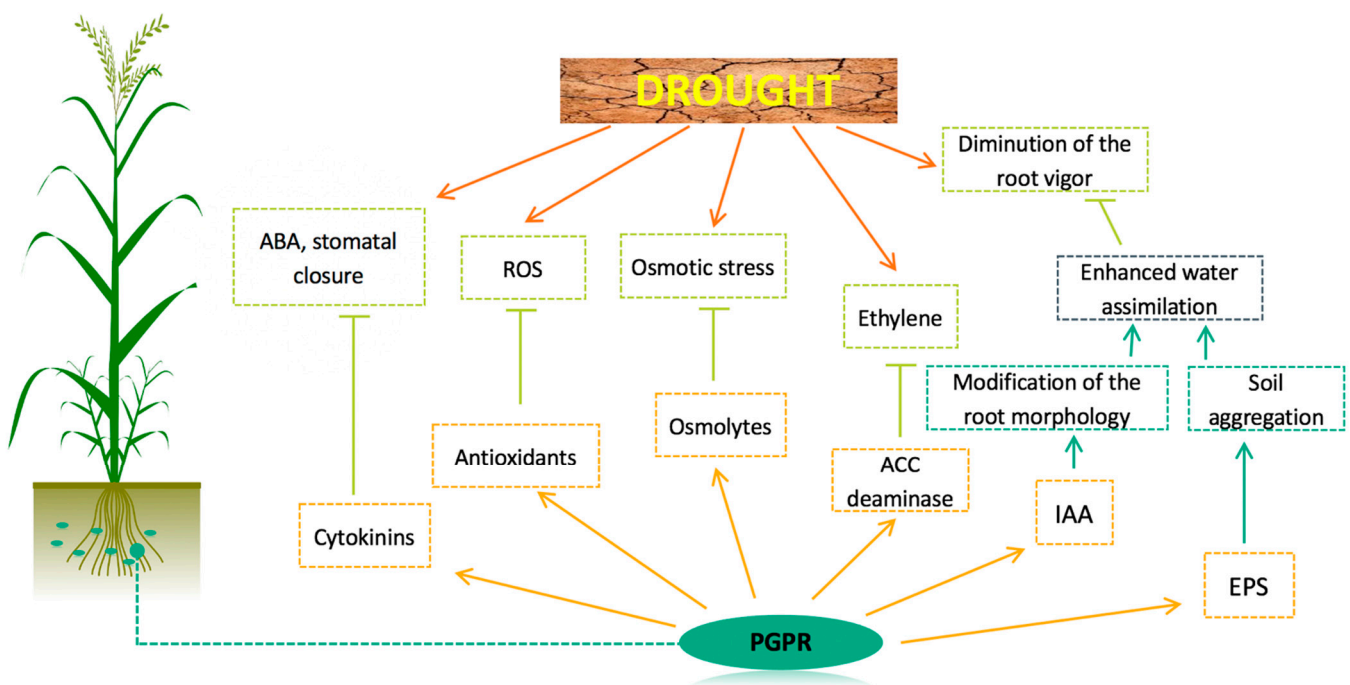 DROUGHT
Diminution of the
root vigor
ABA, stomatal
closure
ROS
Osmotic stress
Enhanced water
assimilation
Ethylene
Modification of the
root morphology
Soil
aggregation
Osmolytes
Antioxidants
ACC
deaminase
IAA
Cytokinins
EPS
PGPR